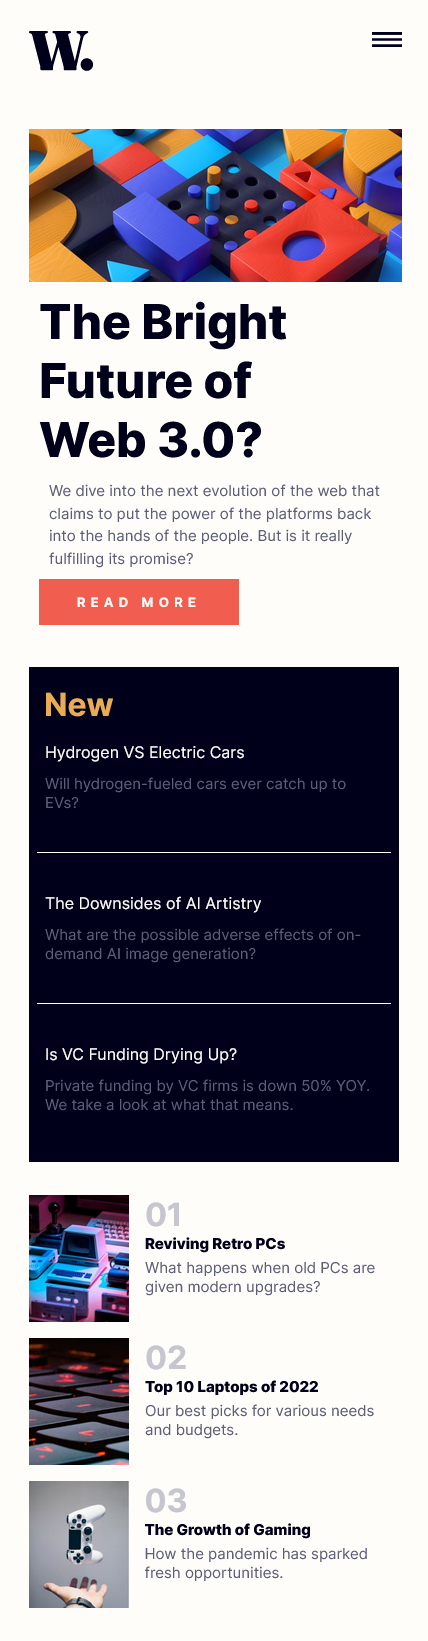 W.
The Bright
Future of
Web 3.0?
We dive into the next evolution of the web that
claims to put the power of the platforms back
into the hands of the people. But is it really
fulfilling its promise?
READ MORE
New
Hydrogen VS Electric Cars
Will hydrogen-fueled cars ever catch up to
EVs?
The Downsides of AI Artistry
What are the possible adverse effects of on-
demand AI image generation?
Is VC Funding Drying Up?
Private funding by VC firms is down 50% YOY.
We take a look at what that means.
01
Reviving Retro PCs
What happens when old PCs are
given modern upgrades?
02
Top 10 Laptops of 2022
Our best picks for various needs
and budgets.
03
The Growth of Gaming
How the pandemic has sparked
fresh opportunities.